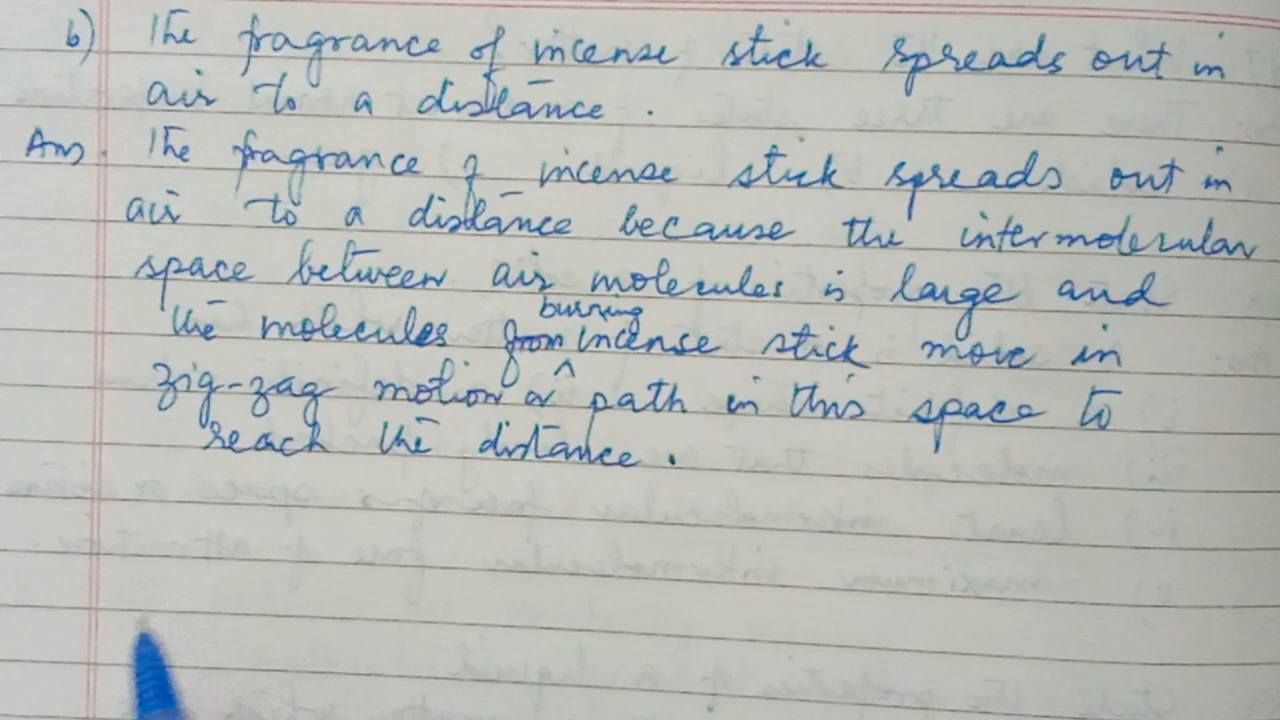 b) The fragrance of incense stick spreads out in
air to a distance.
Ans. The fragrance of incense stick spreads out in
air to a distance because the intermolecular
space between air molecules is large and
the molecules from burning incense stick move in
zig-zag motion or path in this space to
reach the distance.